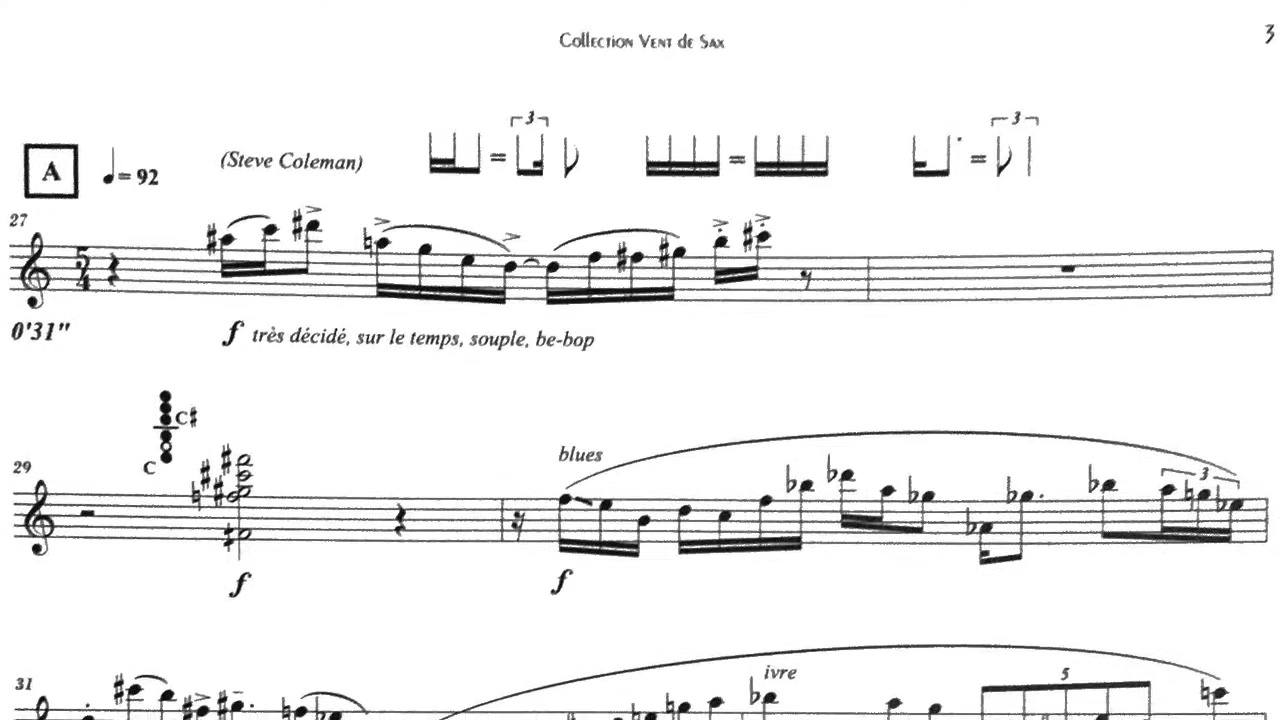 Collection Vent de Sax
3
A
= 92
(Steve Coleman)
=
3
=
=
3
27
5
4
0'31"
f très décidé, sur le temps, souple, be-bop
C#
C
29
blues
3
f
f
31
ivre
5